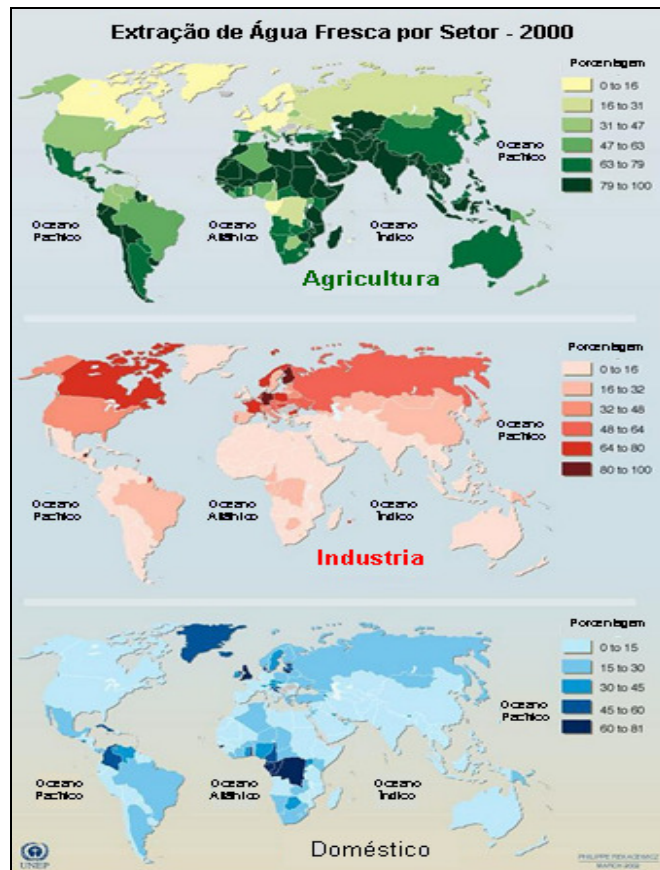 Extração de Água Fresca por Setor - 2000
Porcentagem
0 to 16
16 to 31
31 to 47
47 to 63
63 to 79
79 to 100
Oceano
Pacífico
Oceano
Pacífico
Oceano
Atlântico
Oceano
Índico
Agricultura
Porcentagem
0 to 16
16 to 32
32 to 48
48 to 64
64 to 80
80 to 100
Oceano
Pacífico
Oceano
Pacífico
Oceano
Atlântico
Oceano
Índico
Industria
Porcentagem
0 to 15
15 to 30
30 to 45
45 to 60
60 to 81
Oceano
Pacífico
Oceano
Pacífico
Oceano
Atlântico
Oceano
Índico
Doméstico
UNEP
PHILIPPE REKACEWICZ
MARCH 2002